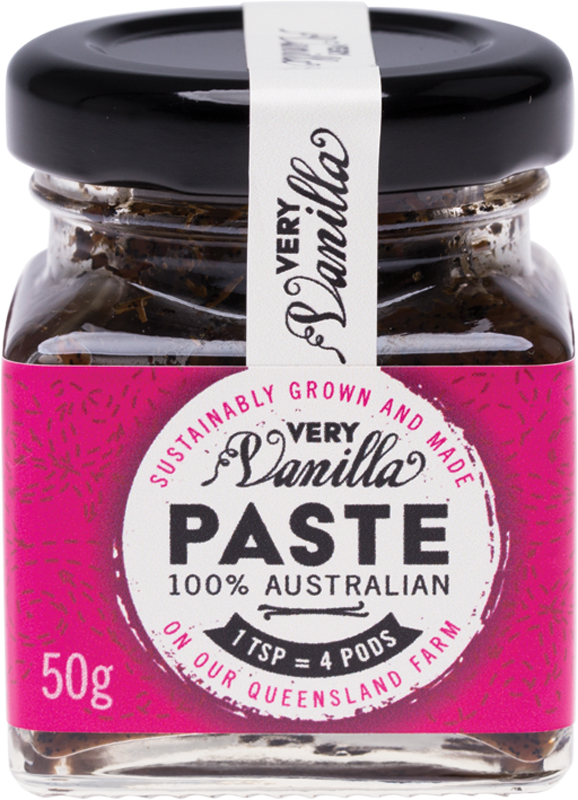 VERY
Vanilla
SUSTAINABLY GROWN AND MADE
VERY
Vanilla
PASTE
100% AUSTRALIAN
1 TSP = 4 PODS
ON OUR QUEENSLAND FARM
50g